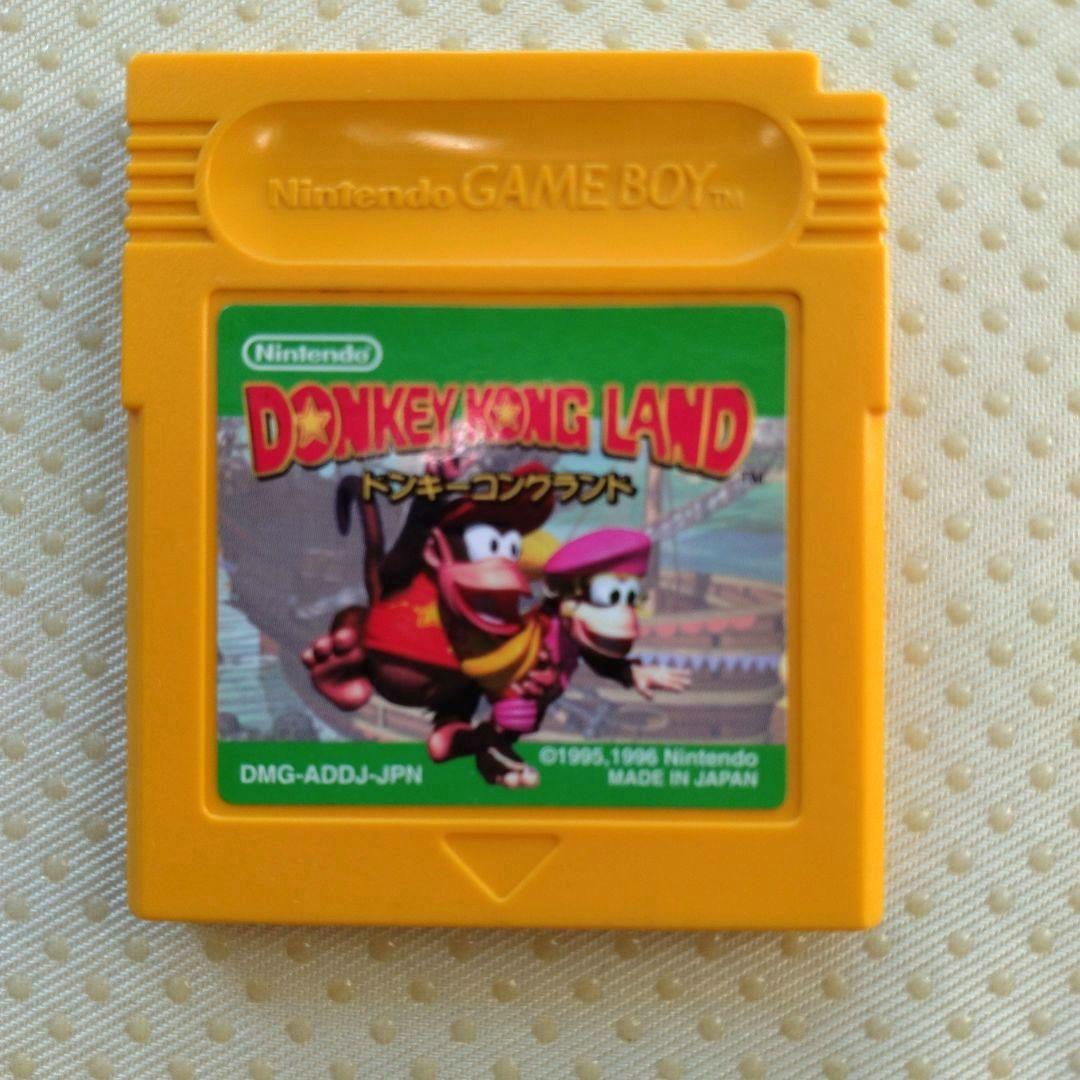 Nintendo GAME BOY™
Nintendo®
DONKEY KONG LAND™
ドンキーコングランド
DMG-ADDJ-JPN
©1995,1996 Nintendo
MADE IN JAPAN